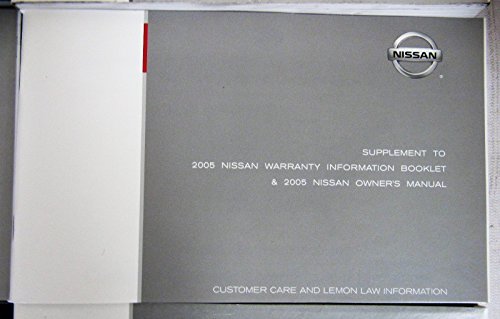 NISSAN
SUPPLEMENT TO
2005 NISSAN WARRANTY INFORMATION BOOKLET
& 2005 NISSAN OWNER'S MANUAL
CUSTOMER CARE AND LEMON LAW INFORMATION